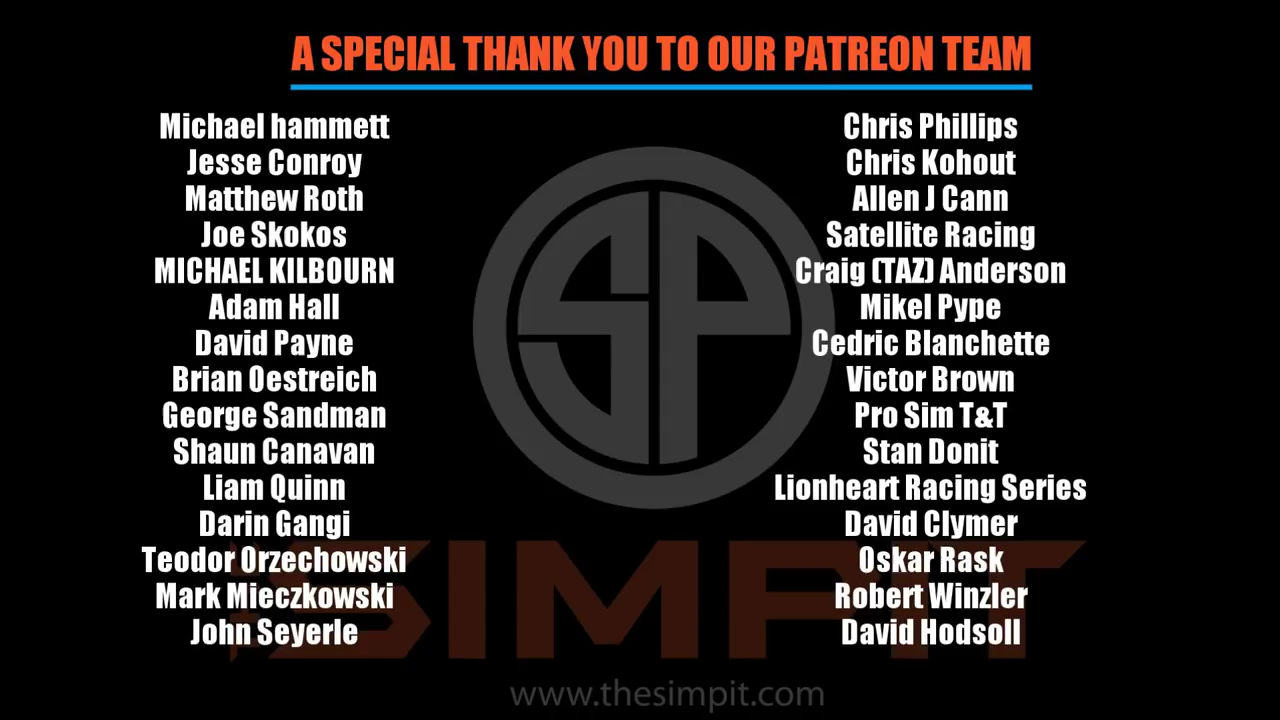 A SPECIAL THANK YOU TO OUR PATREON TEAM
Michael hammett
Jesse Conroy
Matthew Roth
Joe Skokos
MICHAEL KILBOURN
Adam Hall
David Payne
Brian Oestreich
George Sandman
Shaun Canavan
Liam Quinn
Darin Gangi
Teodor Orzechowski
Mark Mieczkowski
John Seyerle
Chris Phillips
Chris Kohout
Allen J Cann
Satellite Racing
Craig (TAZ) Anderson
Mikel Pype
Cedric Blanchette
Victor Brown
Pro Sim T&T
Stan Donit
Lionheart Racing Series
David Clymer
Oskar Rask
Robert Winzler
David Hodsoll
SP
SIMPIT
www.thesimpit.com